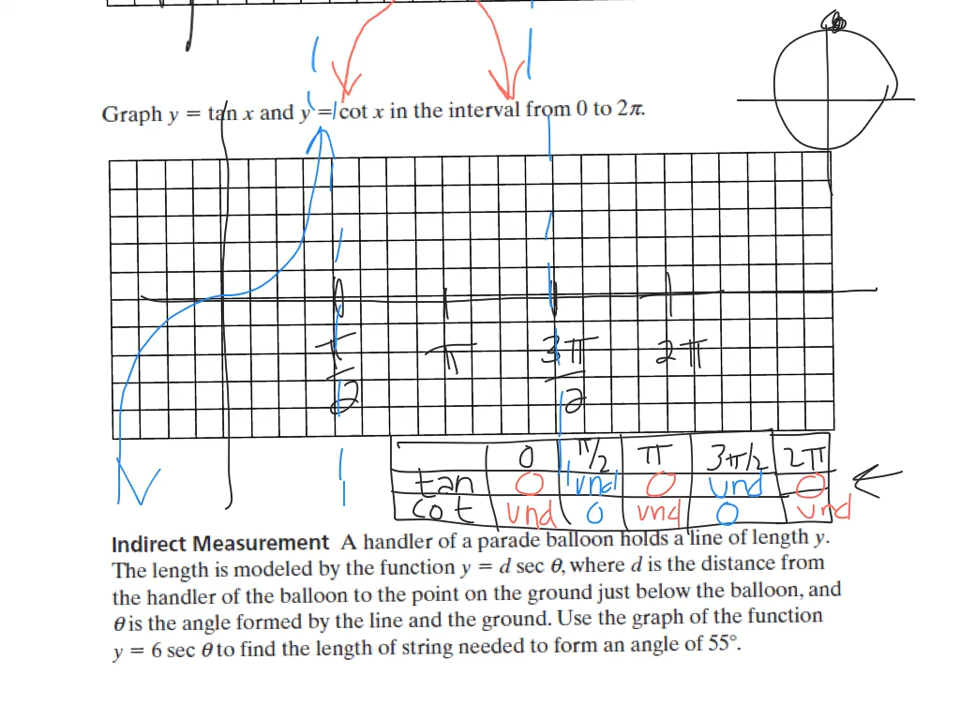 Graph y = tan x and y = cot x in the interval from 0 to 2π.
π/2 π 3π/2 2π
0 π/2 π 3π/2 2π
tan 0 und 0 und 0
cot und 0 und 0 und
Indirect Measurement A handler of a parade balloon holds a line of length y.
The length is modeled by the function y = d sec θ, where d is the distance from
the handler of the balloon to the point on the ground just below the balloon, and
θ is the angle formed by the line and the ground. Use the graph of the function
y = 6 sec θ to find the length of string needed to form an angle of 55°.